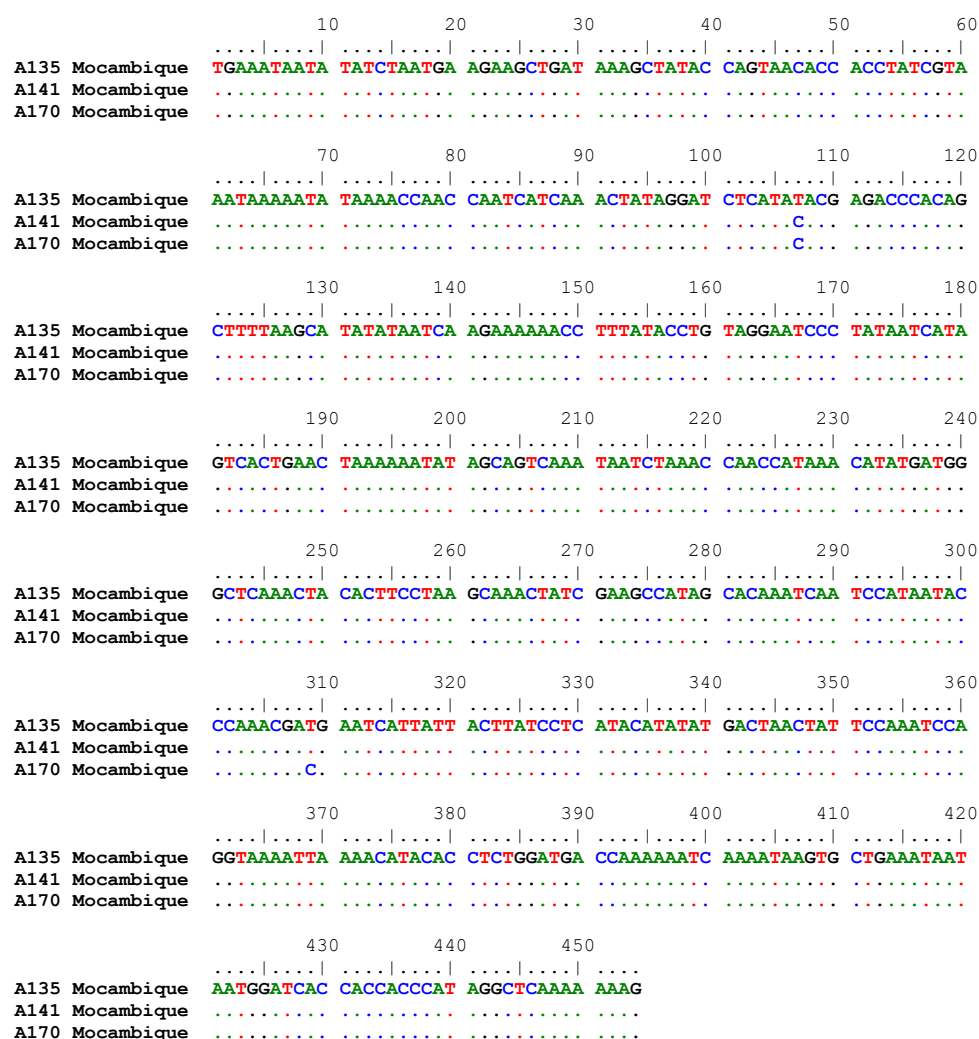 10 20 30 40 50 60
....|....| ....|....| ....|....| ....|....| ....|....| ....|....|
A135 Mocambique TGAAATAATA TATCTAATGA AGAAGCTGAT AAAGCTATAC CAGTAACACC ACCTATCGTA
A141 Mocambique .......... .......... .......... .......... .......... ..........
A170 Mocambique .......... .......... .......... .......... .......... ..........
70 80 90 100 110 120
....|....| ....|....| ....|....| ....|....| ....|....| ....|....|
A135 Mocambique AATAAAAATA TAAAACCAAC CAATCATCAA ACTATAGGAT CTCATATACG AGACCCACAG
A141 Mocambique .......... .......... .......... .......... ......C... ..........
A170 Mocambique .......... .......... .......... .......... ......C... ..........
130 140 150 160 170 180
....|....| ....|....| ....|....| ....|....| ....|....| ....|....|
A135 Mocambique CTTTTAAGCA TATATAATCA AGAAAAAACC TTTATACCTG TAGGAATCCC TATAATCATA
A141 Mocambique .......... .......... .......... .......... .......... ..........
A170 Mocambique .......... .......... .......... .......... .......... ..........
190 200 210 220 230 240
....|....| ....|....| ....|....| ....|....| ....|....| ....|....|
A135 Mocambique GTCACTGAAC TAAAAAATAT AGCAGTCAAA TAATCTAAAC CAACCATAAA CATATGATGG
A141 Mocambique .......... .......... .......... .......... .......... ..........
A170 Mocambique .......... .......... .......... .......... .......... ..........
250 260 270 280 290 300
....|....| ....|....| ....|....| ....|....| ....|....| ....|....|
A135 Mocambique GCTCAAACTA CACTTCCTAA GCAAACTATC GAAGCCATAG CACAAATCAA TCCATAATAC
A141 Mocambique .......... .......... .......... .......... .......... ..........
A170 Mocambique .......... .......... .......... .......... .......... ..........
310 320 330 340 350 360
....|....| ....|....| ....|....| ....|....| ....|....| ....|....|
A135 Mocambique CCAAACGATG AATCATTATT ACTTATCCTC ATACATATAT GACTAACTAT TCCAAATCCA
A141 Mocambique .......... .......... .......... .......... .......... ..........
A170 Mocambique ........C. .......... .......... .......... .......... ..........
370 380 390 400 410 420
....|....| ....|....| ....|....| ....|....| ....|....| ....|....|
A135 Mocambique GGTAAAATTA AAACATACAC CTCTGGATGA CCAAAAAATC AAAATAAGTG CTGAAATAAT
A141 Mocambique .......... .......... .......... .......... .......... ..........
A170 Mocambique .......... .......... .......... .......... .......... ..........
430 440 450
....|....| ....|....| ....|....| ....
A135 Mocambique AATGGATCAC CACCACCCAT AGGCTCAAAA AAAG
A141 Mocambique .......... .......... .......... ....
A170 Mocambique .......... .......... .......... ....